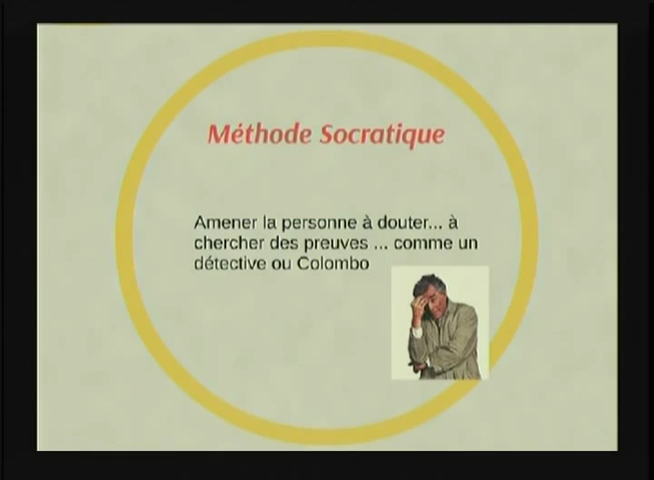 Méthode Socratique
Amener la personne à douter... à
chercher des preuves ... comme un
détective ou Colombo